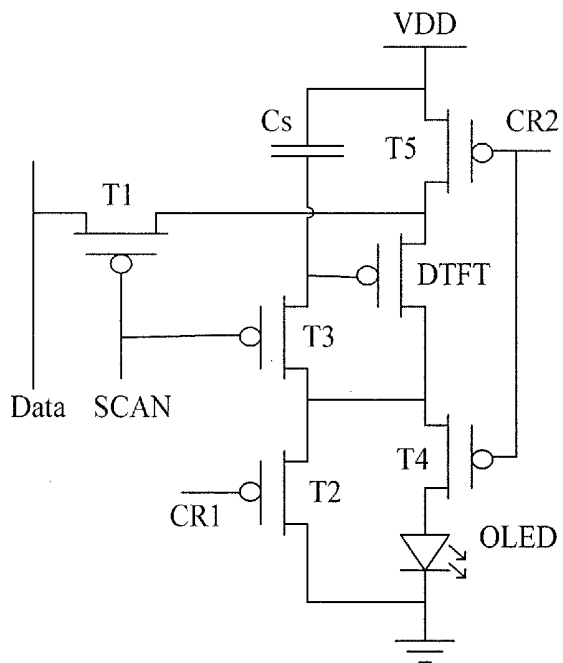 VDD
Cs
T5
CR2
T1
DTFT
T3
Data
SCAN
T4
T2
CR1
OLED